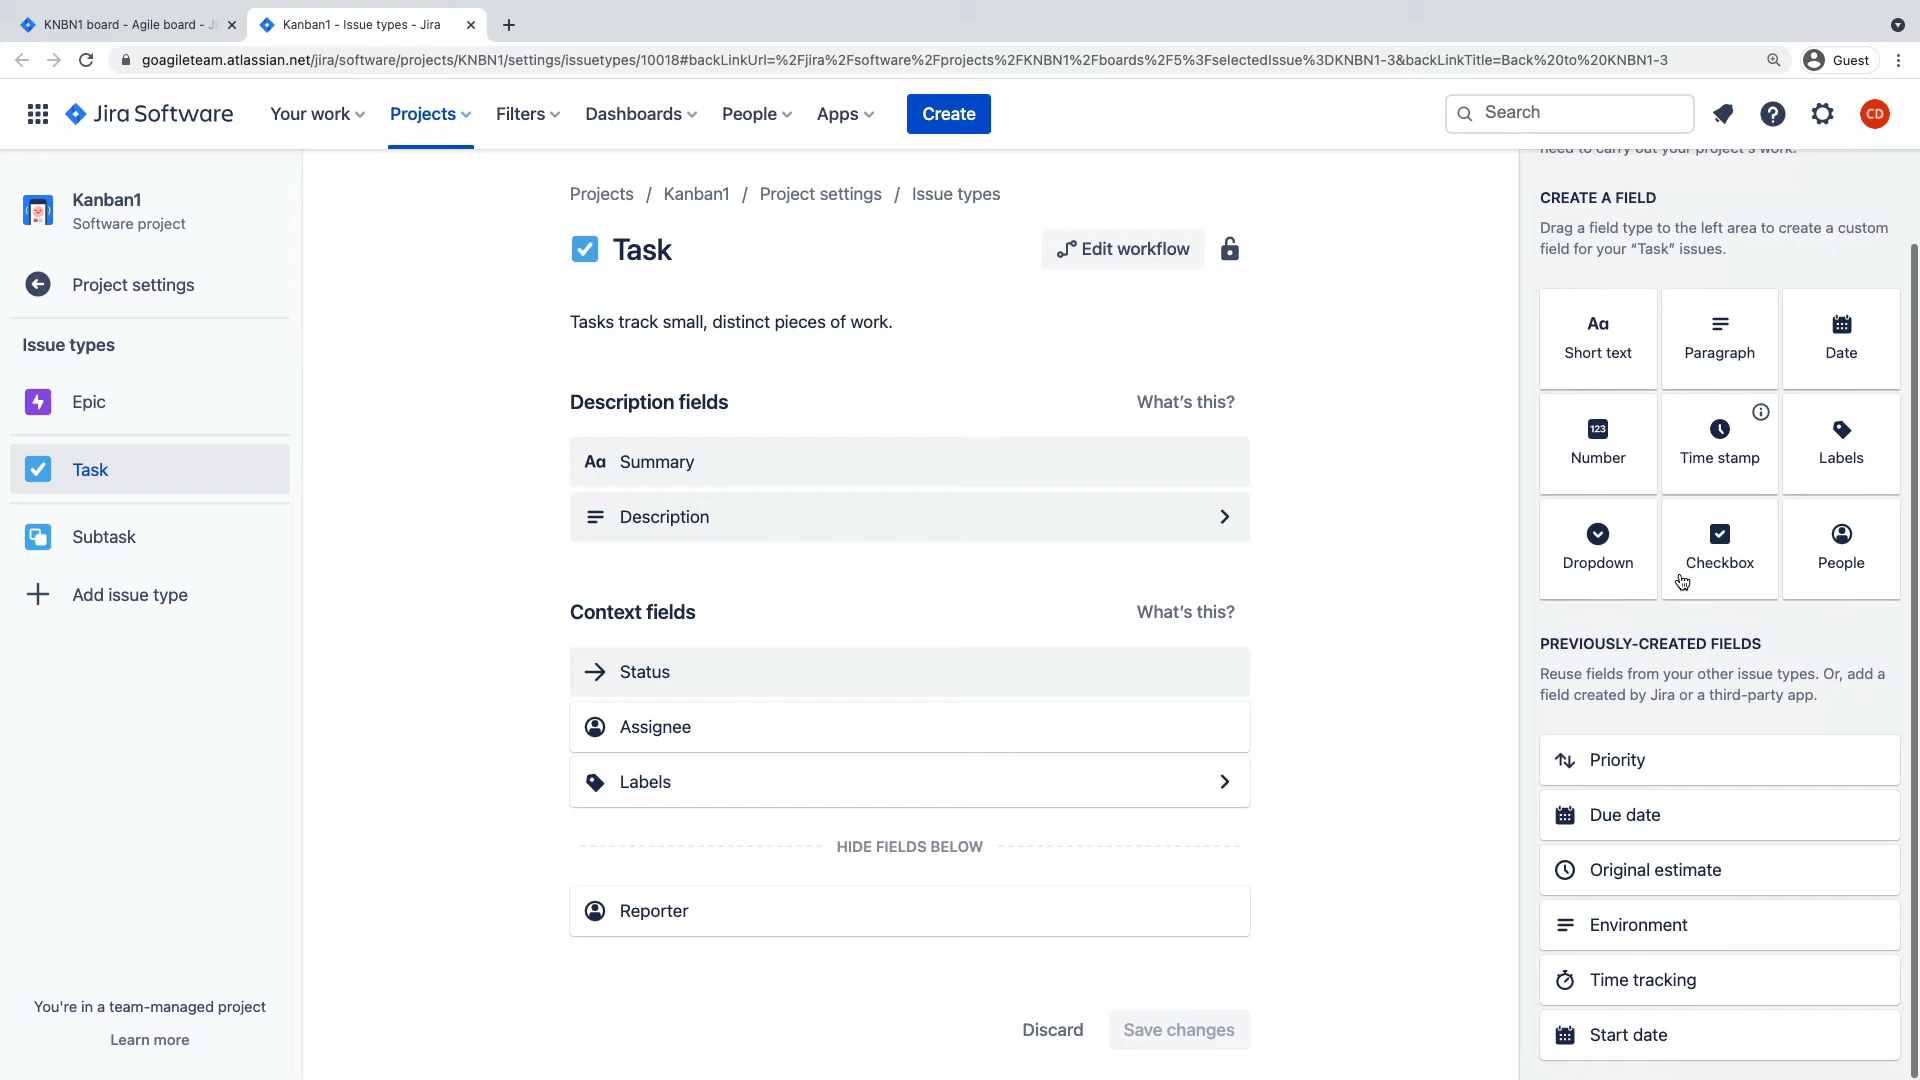 KNBN1 board - Agile board - Ji
Kanban1 - Issue types - Jira
goagileteam.atlassian.net/jira/software/projects/KNBN1/settings/issuetypes/10018#backLinkUrl=%2Fjira%2Fsoftware%2Fprojects%2FKNBN1%2Fboards%2F5%3FselectedIssue%3DKNBN1-3&backLinkTitle=Back%20to%20KNBN1-3
Guest
Jira Software
Your work
Projects
Filters
Dashboards
People
Apps
Create
Search
CD
Kanban1
Software project
Project settings
Issue types
Epic
Task
Subtask
Add issue type
You're in a team-managed project
Learn more
Projects / Kanban1 / Project settings / Issue types
Task
Edit workflow
Tasks track small, distinct pieces of work.
Description fields
What's this?
Aa Summary
Description
Context fields
What's this?
Status
Assignee
Labels
HIDE FIELDS BELOW
Reporter
Discard
Save changes
need to carry out your project's work.
CREATE A FIELD
Drag a field type to the left area to create a custom
field for your “Task” issues.
Aa
Short text
Paragraph
Date
123
Number
Time stamp
Labels
Dropdown
Checkbox
People
PREVIOUSLY-CREATED FIELDS
Reuse fields from your other issue types. Or, add a
field created by Jira or a third-party app.
Priority
Due date
Original estimate
Environment
Time tracking
Start date